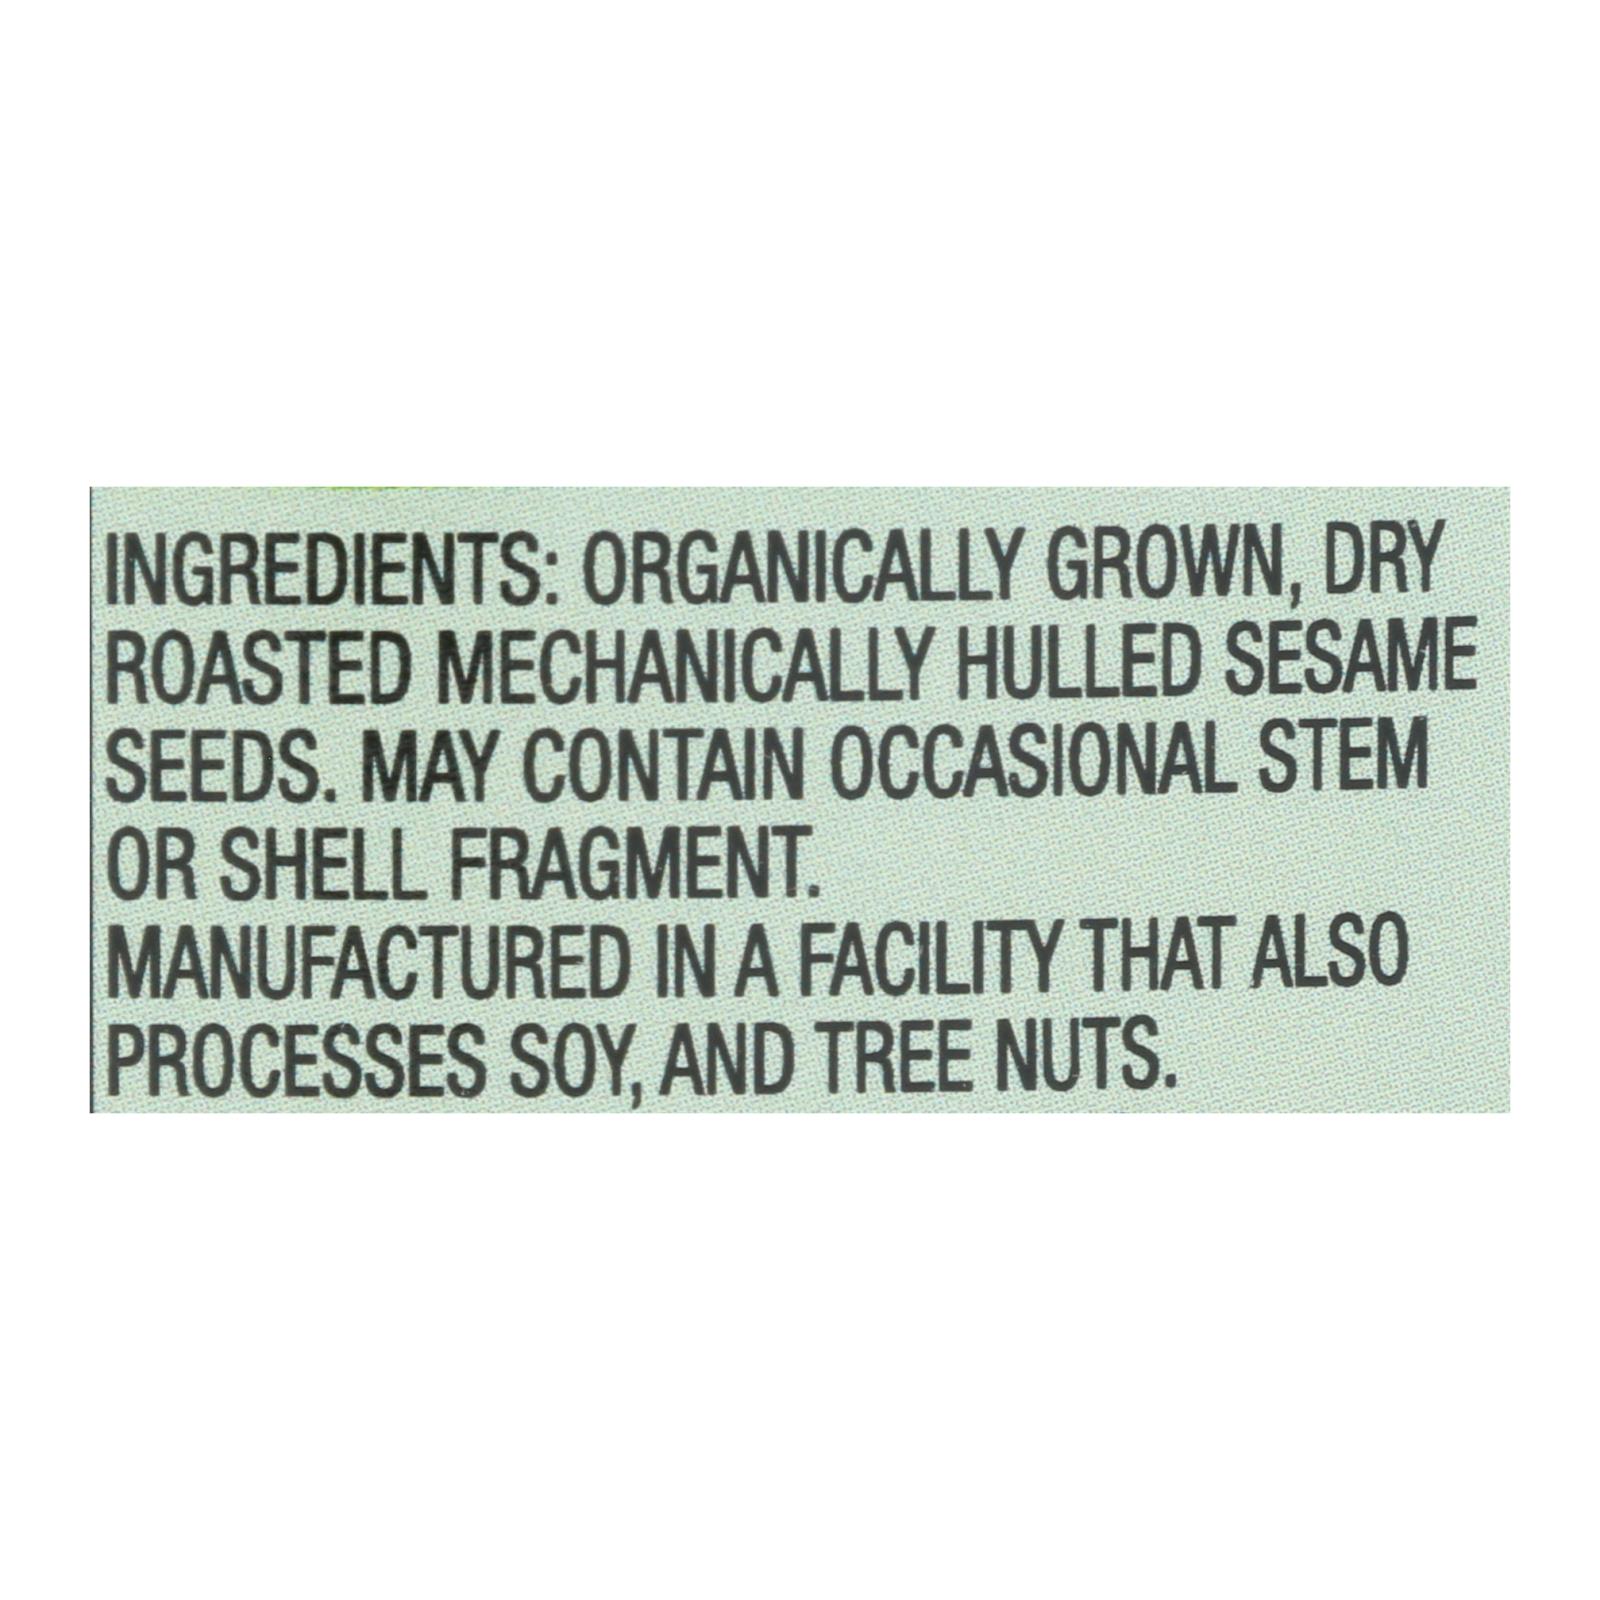 INGREDIENTS: ORGANICALLY GROWN, DRY
ROASTED MECHANICALLY HULLED SESAME
SEEDS. MAY CONTAIN OCCASIONAL STEM
OR SHELL FRAGMENT.
MANUFACTURED IN A FACILITY THAT ALSO
PROCESSES SOY, AND TREE NUTS.